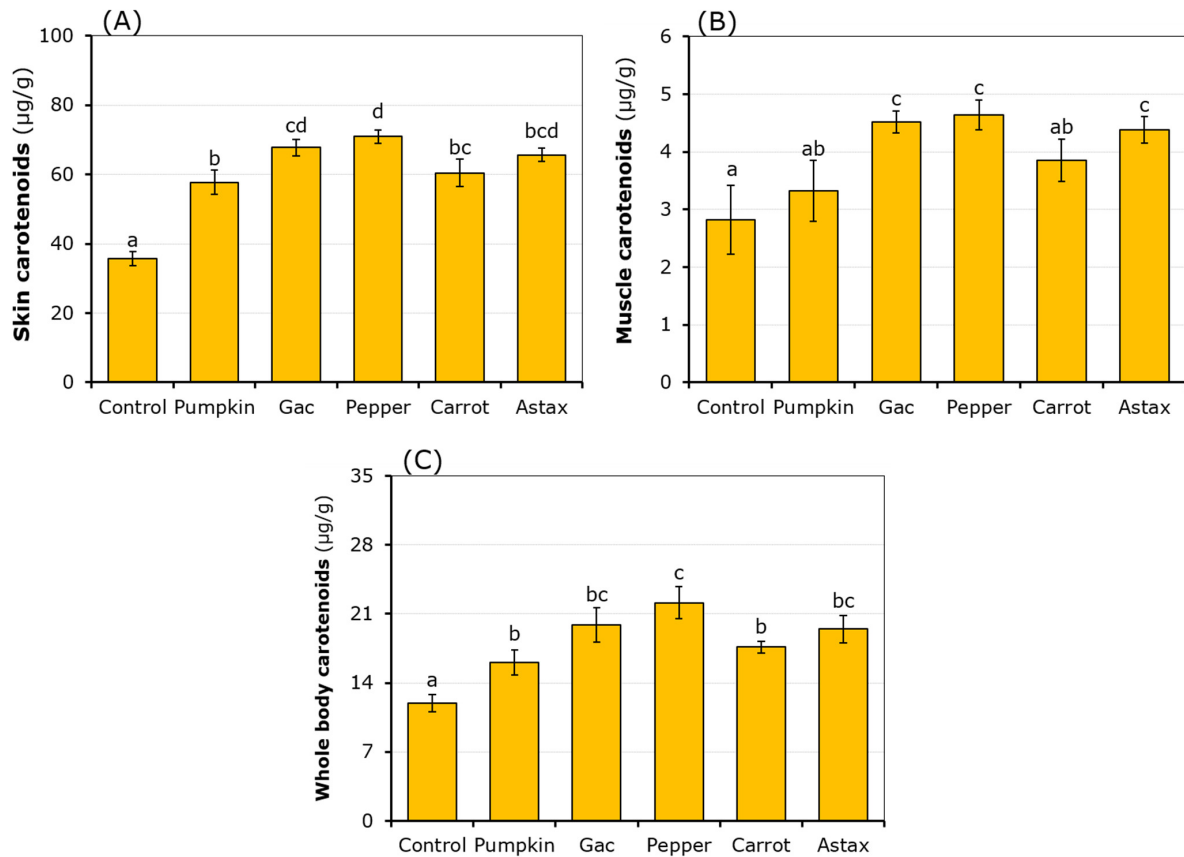 (A)
Skin carotenoids (µg/g)
100
80
60
40
20
0
a
b
cd
d
bc
bcd
Control Pumpkin Gac Pepper Carrot Astax
(B)
Muscle carotenoids (µg/g)
6
5
4
3
2
1
0
a
ab
c
c
ab
c
Control Pumpkin Gac Pepper Carrot Astax
(C)
Whole body carotenoids (µg/g)
35
28
21
14
7
0
a
b
bc
c
b
bc
Control Pumpkin Gac Pepper Carrot Astax